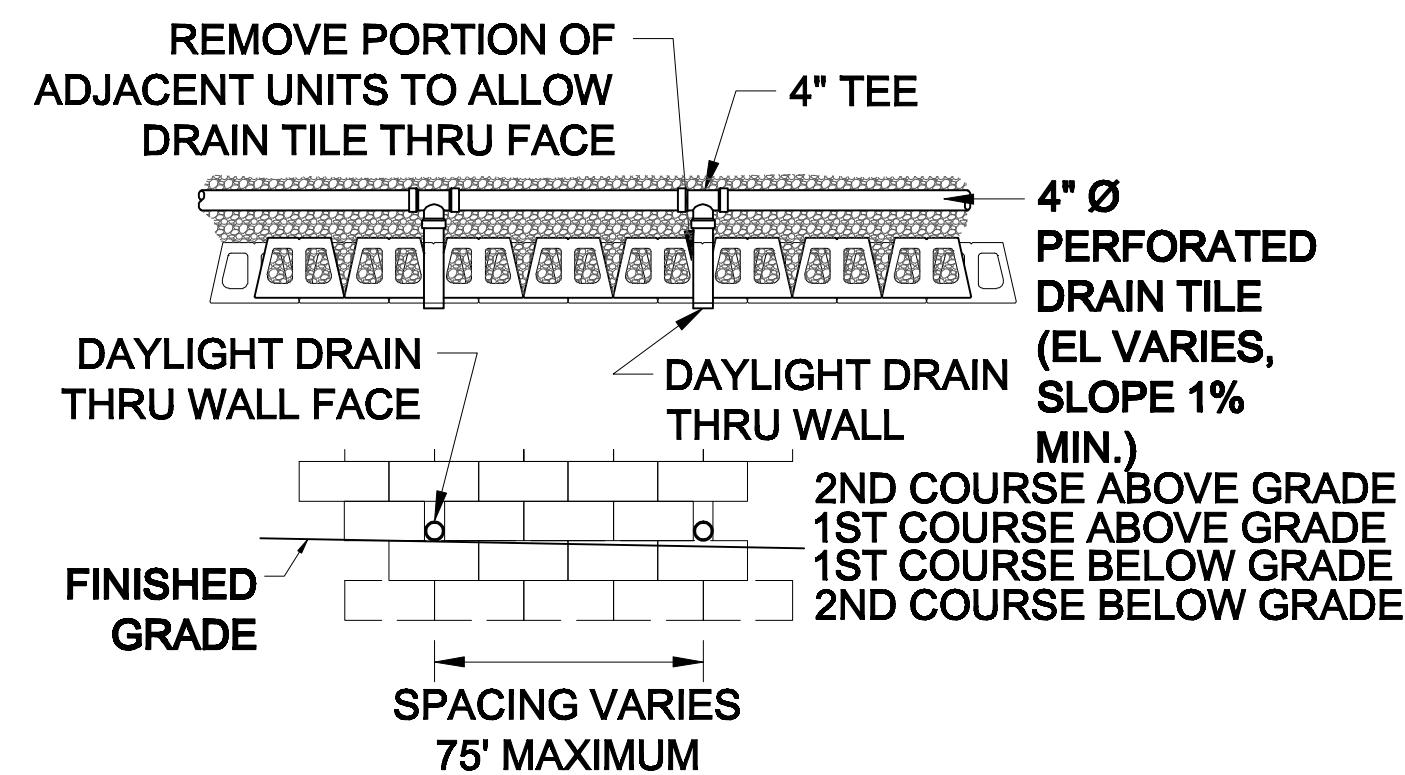 REMOVE PORTION OF
ADJACENT UNITS TO ALLOW
DRAIN TILE THRU FACE
4" TEE
4" Ø
PERFORATED
DRAIN TILE
(EL VARIES,
SLOPE 1%
MIN.)
DAYLIGHT DRAIN
THRU WALL FACE
DAYLIGHT DRAIN
THRU WALL
2ND COURSE ABOVE GRADE
1ST COURSE ABOVE GRADE
1ST COURSE BELOW GRADE
2ND COURSE BELOW GRADE
FINISHED
GRADE
SPACING VARIES
75' MAXIMUM